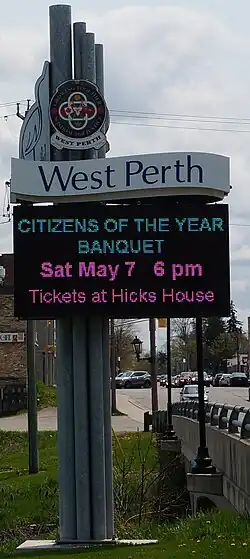 WEST PERTH
West Perth
CITIZENS OF THE YEAR
BANQUET
Sat May 7 6 pm
Tickets at Hicks House